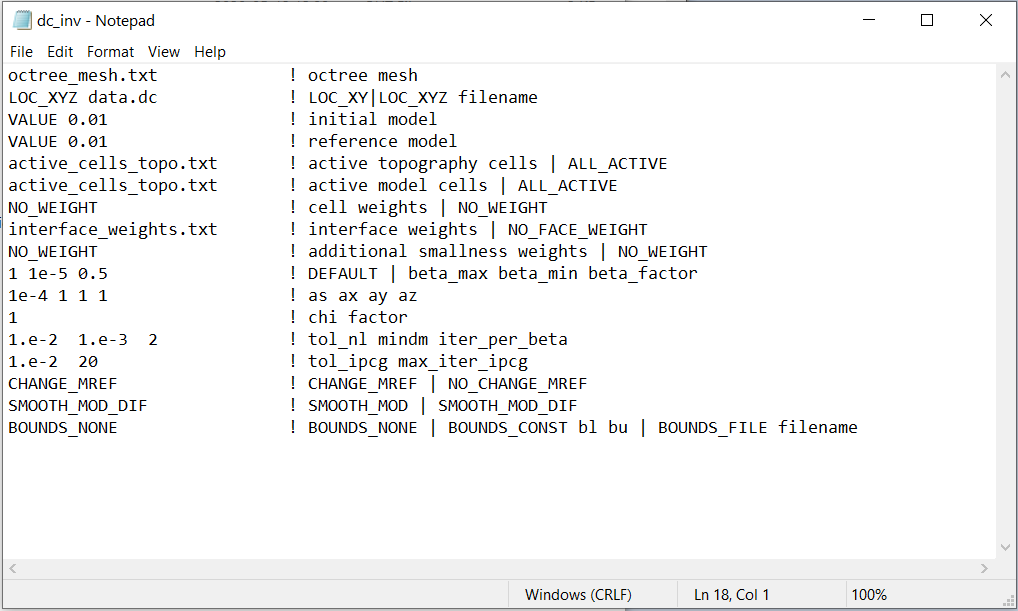 dc_inv - Notepad
File Edit Format View Help
octree_mesh.txt ! octree mesh
LOC_XYZ data.dc ! LOC_XY|LOC_XYZ filename
VALUE 0.01 ! initial model
VALUE 0.01 ! reference model
active_cells_topo.txt ! active topography cells | ALL_ACTIVE
active_cells_topo.txt ! active model cells | ALL_ACTIVE
NO_WEIGHT ! cell weights | NO_WEIGHT
interface_weights.txt ! interface weights | NO_FACE_WEIGHT
NO_WEIGHT ! additional smallness weights | NO_WEIGHT
1 1e-5 0.5 ! DEFAULT | beta_max beta_min beta_factor
1e-4 1 1 1 ! as ax ay az
1 ! chi factor
1.e-2 1.e-3 2 ! tol_nl mindm iter_per_beta
1.e-2 20 ! tol_ipcg max_iter_ipcg
CHANGE_MREF ! CHANGE_MREF | NO_CHANGE_MREF
SMOOTH_MOD_DIF ! SMOOTH_MOD | SMOOTH_MOD_DIF
BOUNDS_NONE ! BOUNDS_NONE | BOUNDS_CONST bl bu | BOUNDS_FILE filename
Windows (CRLF) Ln 18, Col 1 100%